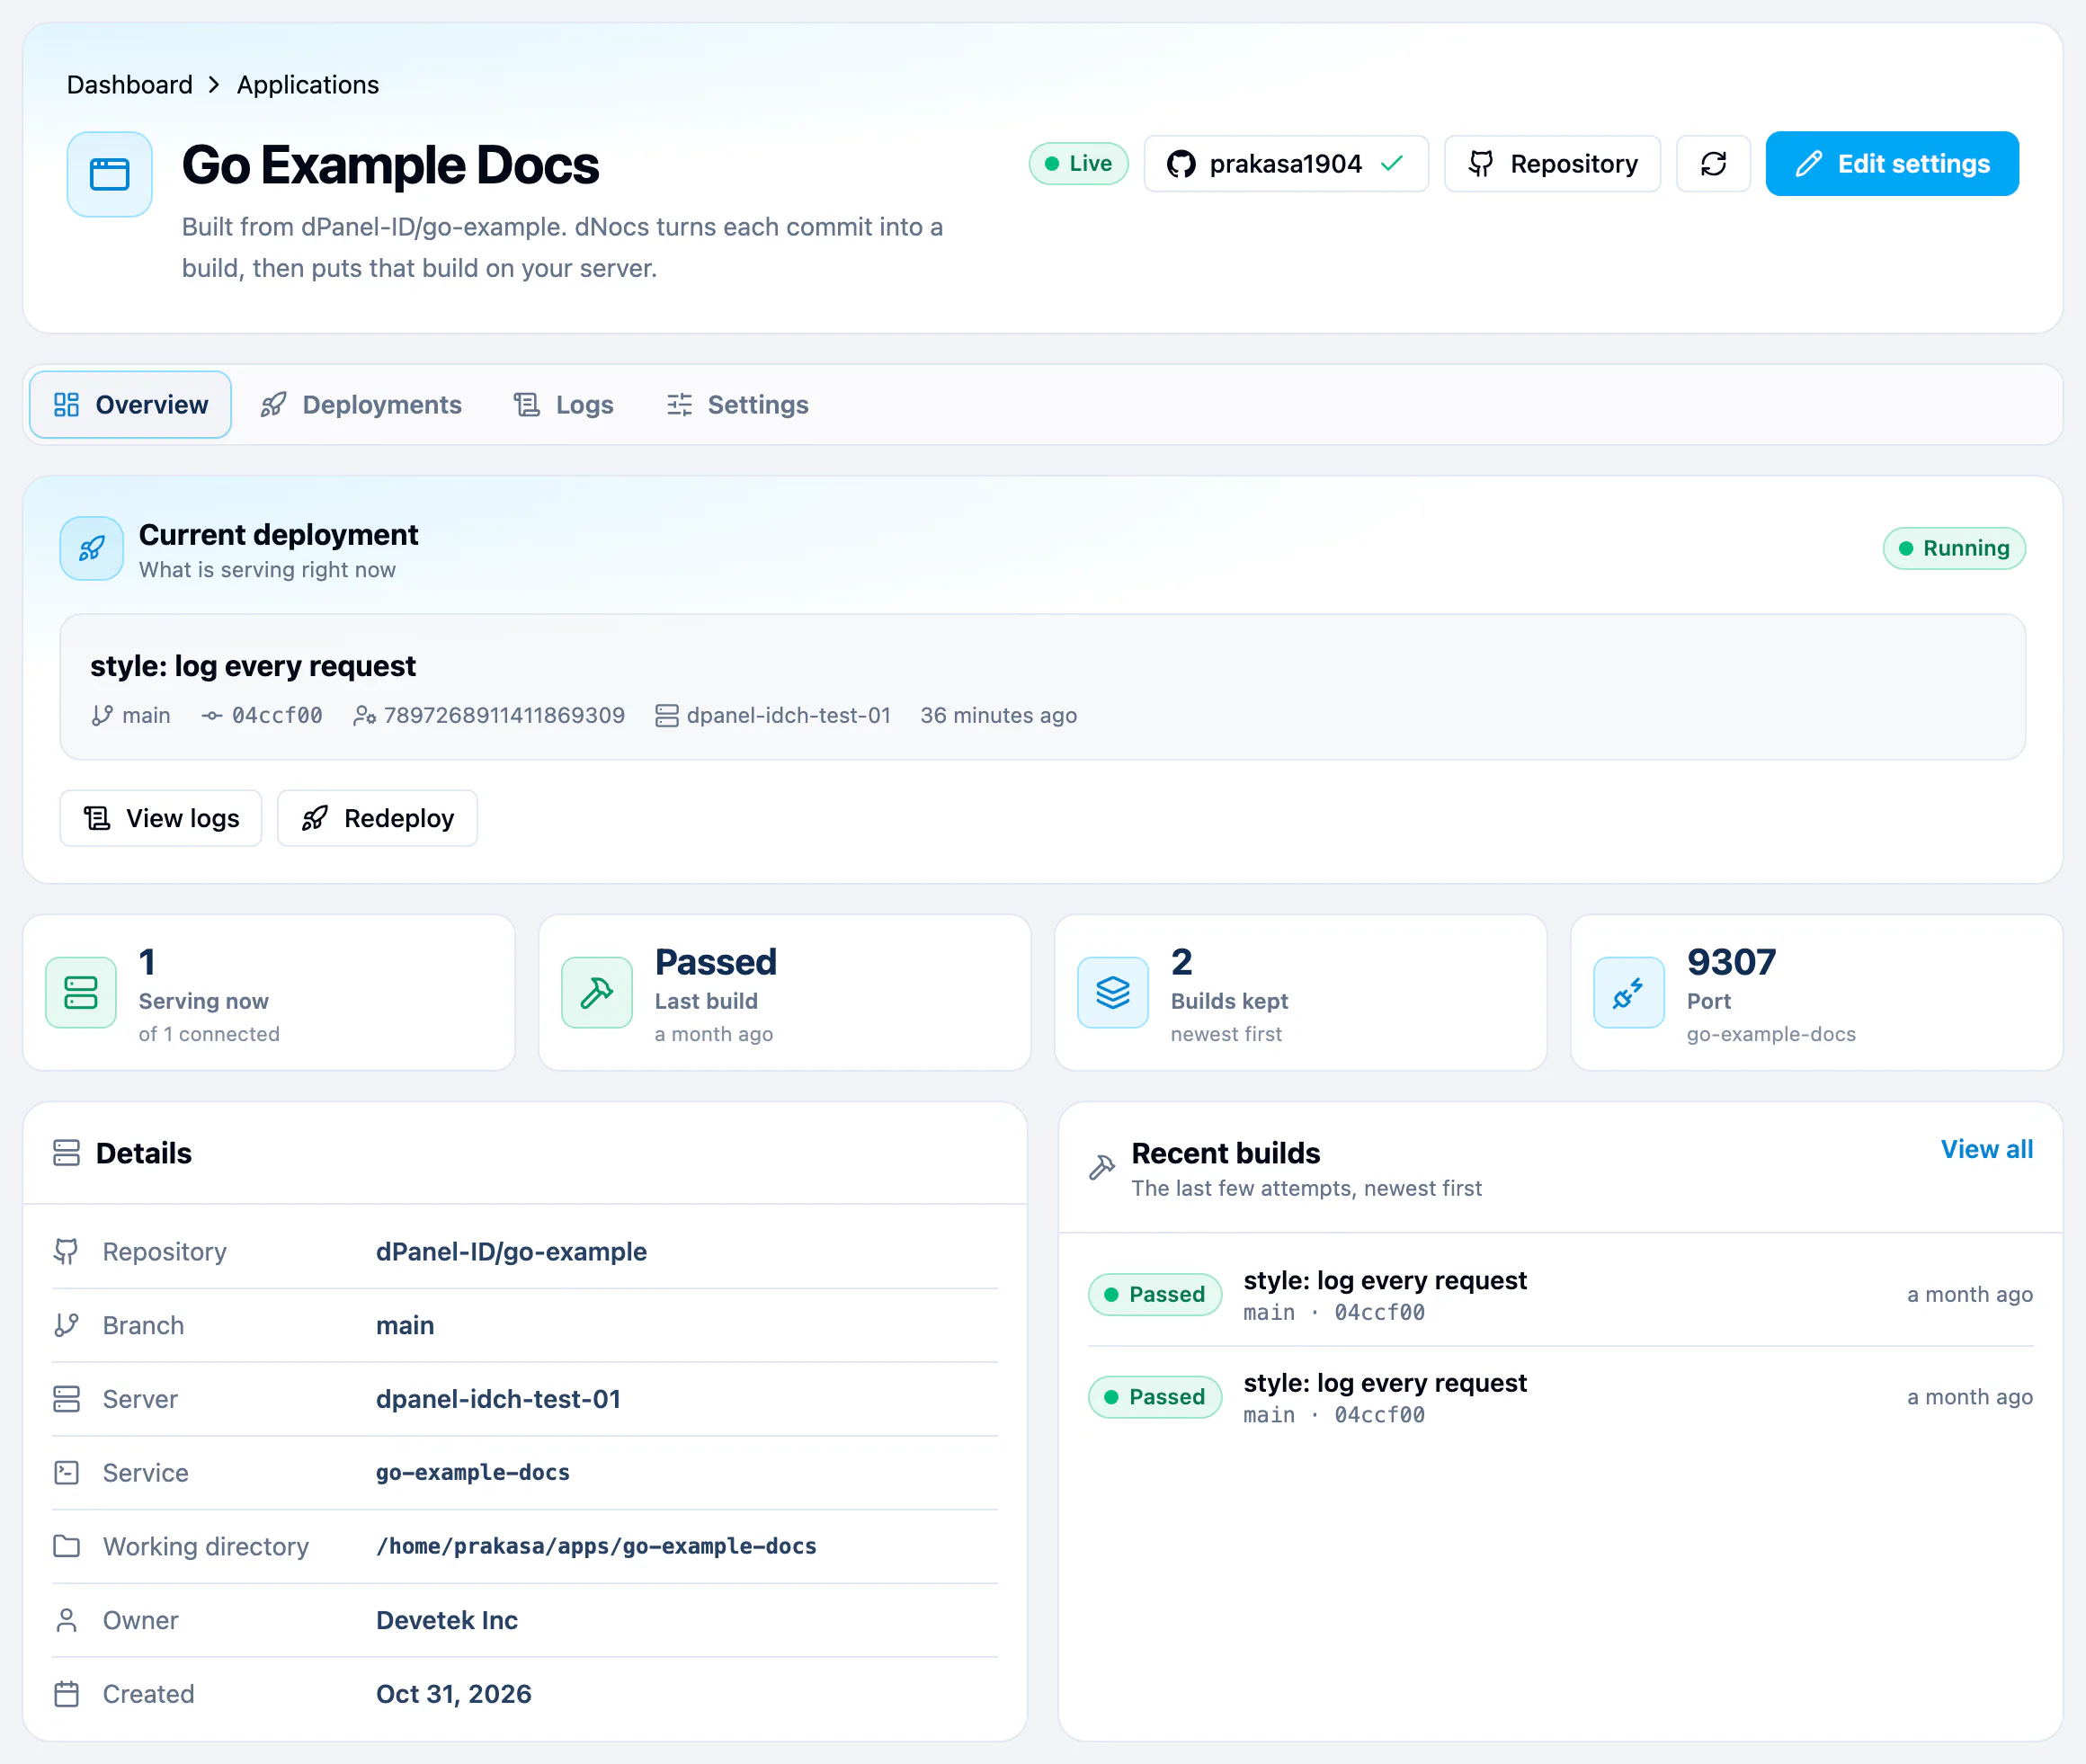 Dashboard > Applications
Go Example Docs
Live
prakasa1904
Repository
Edit settings
Built from dPanel-ID/go-example. dNocs turns each commit into a
build, then puts that build on your server.
Overview
Deployments
Logs
Settings
Current deployment
What is serving right now
Running
style: log every request
main 04ccf00 7897268911411869309 dpanel-idch-test-01 36 minutes ago
View logs
Redeploy
1
Serving now
of 1 connected
Passed
Last build
a month ago
2
Builds kept
newest first
9307
Port
go-example-docs
Details
Repository dPanel-ID/go-example
Branch main
Server dpanel-idch-test-01
Service go-example-docs
Working directory /home/prakasa/apps/go-example-docs
Owner Devetek Inc
Created Oct 31, 2026
Recent builds
The last few attempts, newest first
View all
Passed
style: log every request
main · 04ccf00
a month ago
Passed
style: log every request
main · 04ccf00
a month ago